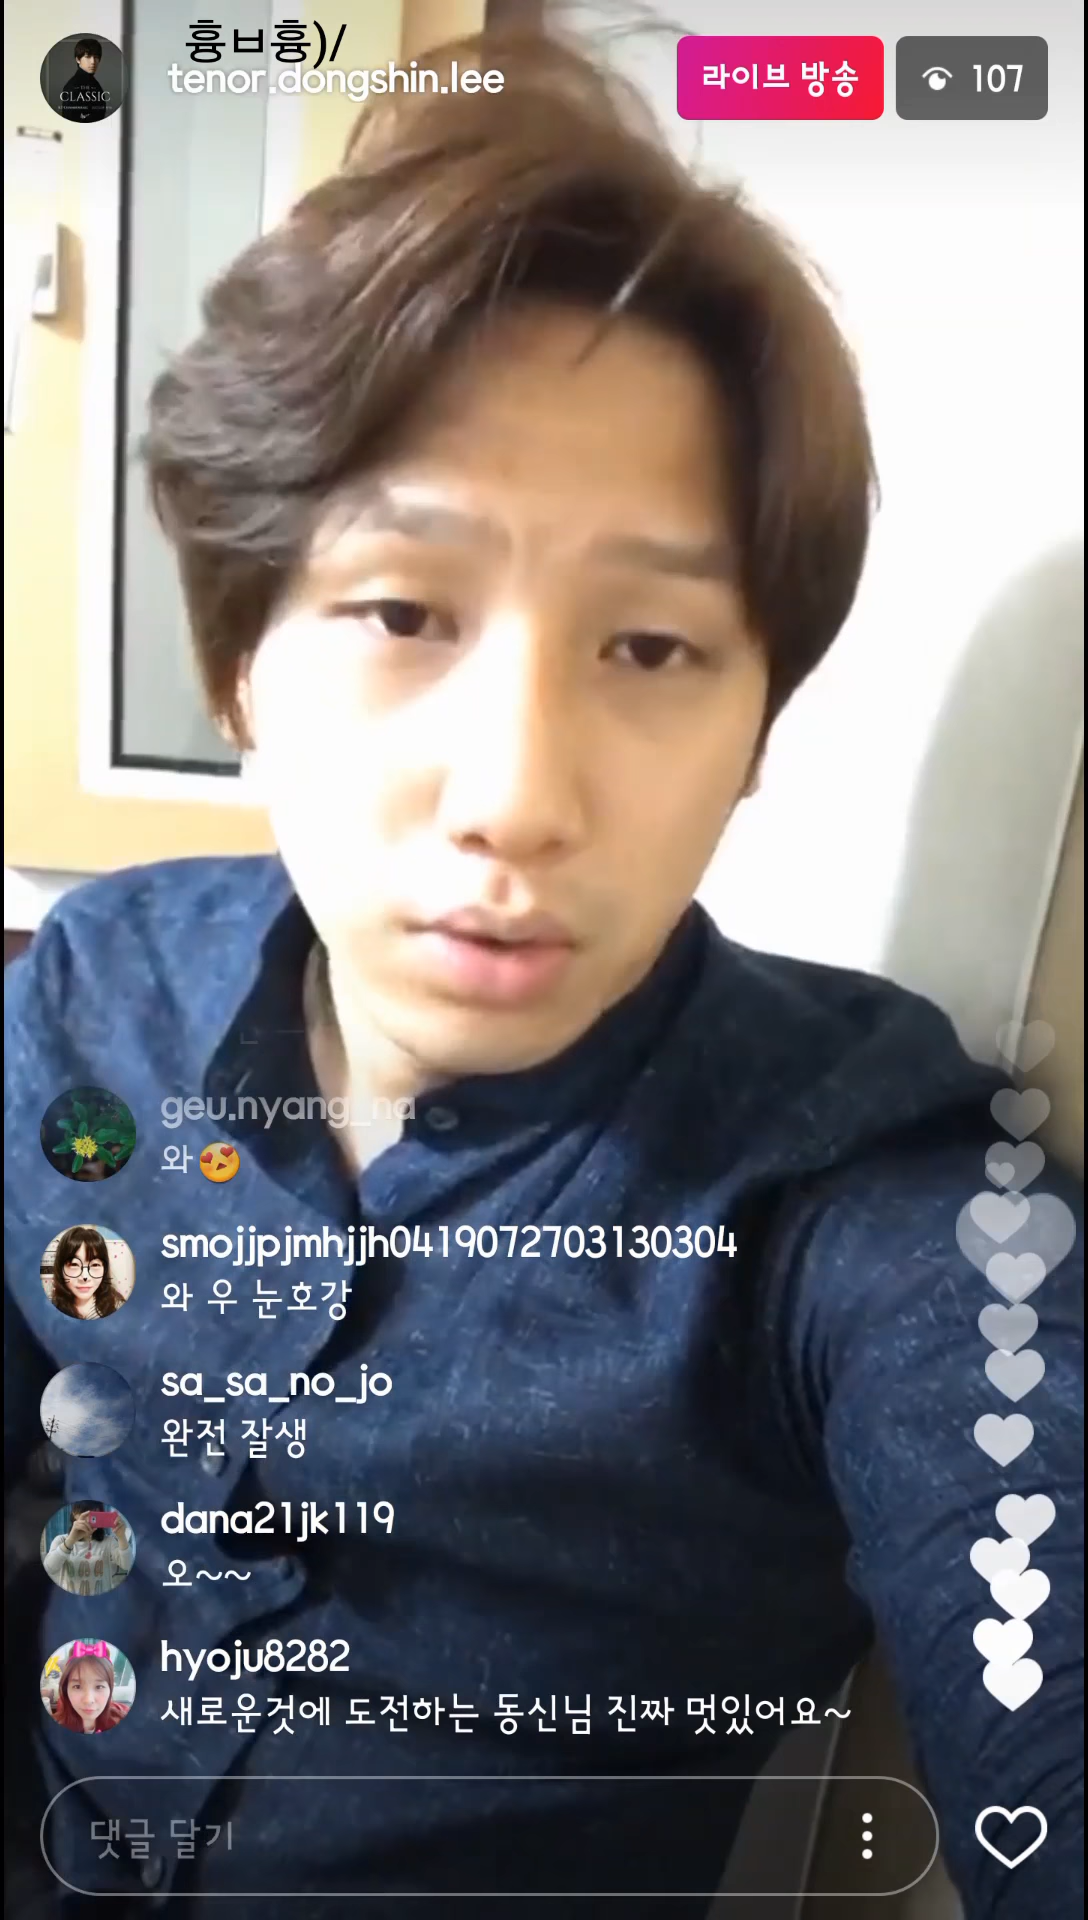 흉ㅂ흉)/
tenor.dongshin.lee
라이브 방송
107
CLASSIC
geu.nyang_na
와😍
smojjpjmhjjh0419072703130304
와 우 눈호강
sa_sa_no_jo
완전 잘생
dana21jk119
오~~
hyoju8282
새로운것에 도전하는 동신님 진짜 멋있어요~
댓글 달기